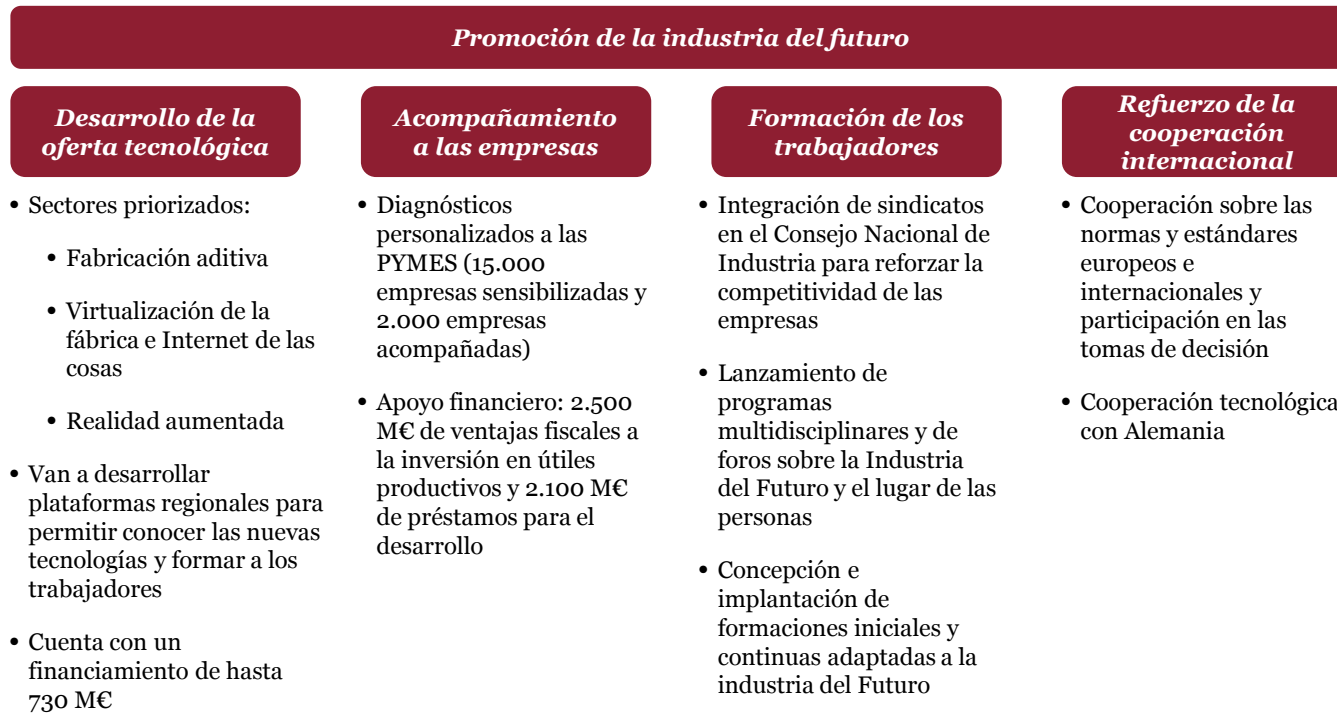 Promoción de la industria del futuro
Desarrollo de la
oferta tecnológica
• Sectores priorizados:
• Fabricación aditiva
• Virtualización de la
fábrica e Internet de las
cosas
• Realidad aumentada
• Van a desarrollar
plataformas regionales para
permitir conocer las nuevas
tecnologías y formar a los
trabajadores
• Cuenta con un
financiamiento de hasta
730 M€
Acompañamiento
a las empresas
• Diagnósticos
personalizados a las
PYMES (15.000
empresas sensibilizadas y
2.000 empresas
acompañadas)
• Apoyo financiero: 2.500
M€ de ventajas fiscales a
la inversión en útiles
productivos y 2.100 M€
de préstamos para el
desarrollo
Formación de los
trabajadores
• Integración de sindicatos
en el Consejo Nacional de
Industria para reforzar la
competitividad de las
empresas
• Lanzamiento de
programas
multidisciplinares y de
foros sobre la Industria
del Futuro y el lugar de las
personas
• Concepción e
implantación de
formaciones iniciales y
continuas adaptadas a la
industria del Futuro
Refuerzo de la
cooperación
internacional
• Cooperación sobre las
normas y estándares
europeos e
internacionales y
participación en las
tomas de decisión
• Cooperación tecnológica
con Alemania